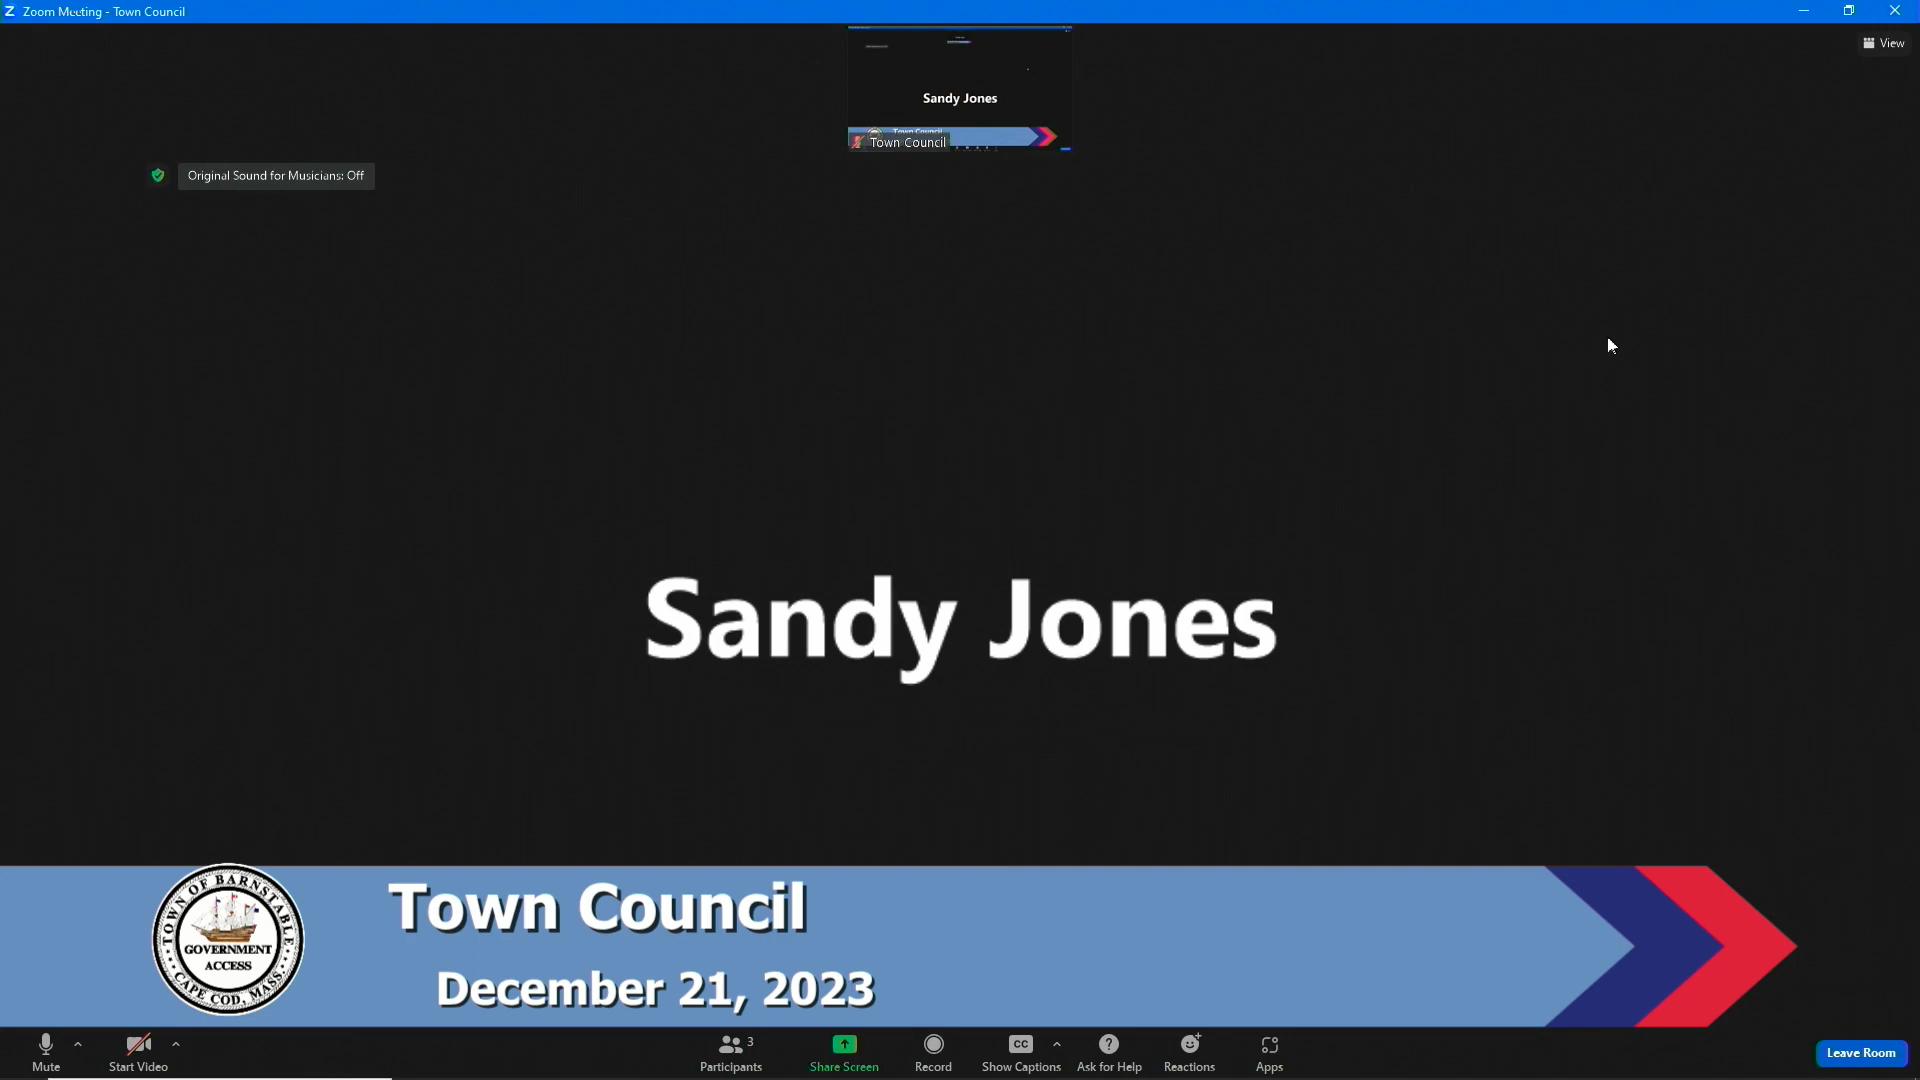 Zoom Meeting - Town Council
View
Sandy Jones
Town Council
Town Council
Original Sound for Musicians: Off
Sandy Jones
TOWN OF BARNSTABLE
GOVERNMENT
ACCESS
CAPE COD, MASS.
Town Council
December 21, 2023
Mute
Start Video
3
Participants
Share Screen
Record
CC
Show Captions
Ask for Help
Reactions
Apps
Leave Room